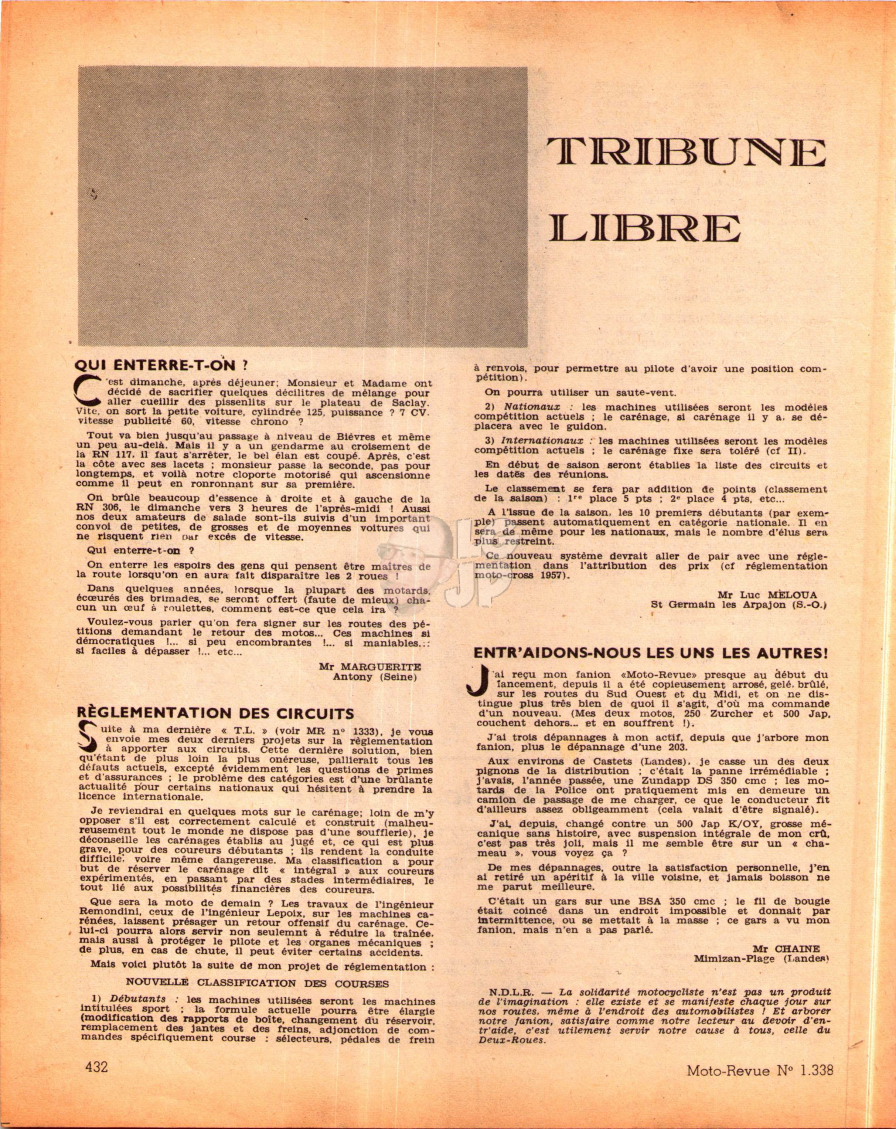 TRIBUNE
LIBRE
QUI ENTERRE-T-ON ?
C'est dimanche, après déjeuner; Monsieur et Madame ont
décidé de sacrifier quelques décilitres de mélange pour
aller cueillir des pissenlits sur le plateau de Saclay.
Vite, on sort la petite voiture, cylindrée 125, puissance ? 7 CV.
vitesse publicité 60, vitesse chrono ?
Tout va bien jusqu'au passage à niveau de Bièvres et même
un peu au-delà. Mais il y a un gendarme au croisement de
la RN 117. il faut s'arrêter, le bel élan est coupé. Après, c'est
la côte avec ses lacets ; monsieur passe la seconde, pas pour
longtemps, et voilà notre cloporte motorisé qui ascensionne
comme il peut en ronronnant sur sa première.
On brûle beaucoup d'essence à droite et à gauche de la
RN 306, le dimanche vers 3 heures de l'après-midi ! Aussi
nos deux amateurs de salade sont-ils suivis d'un important
convoi de petites, de grosses et de moyennes voitures qui
ne risquent rien par excès de vitesse.
Qui enterre-t-on ?
On enterre les espoirs des gens qui pensent être maîtres de
la route lorsqu'on en aura fait disparaître les 2 roues !
Dans quelques années, lorsque la plupart des motards,
écœurés des brimades, se seront offert (faute de mieux) cha-
cun un œuf à roulettes, comment est-ce que cela ira ?
Voulez-vous parier qu'on fera signer sur les routes des pé-
titions demandant le retour des motos... Ces machines si
démocratiques !... si peu encombrantes !... si maniables...
si faciles à dépasser !... etc...
Mr MARGUERITE
Antony (Seine)
RÈGLEMENTATION DES CIRCUITS
Suite à ma dernière « T.L. » (voir MR n° 1333), je vous
envoie mes deux derniers projets sur la règlementation
à apporter aux circuits. Cette dernière solution, bien
qu'étant de plus loin la plus onéreuse, pallierait tous les
défauts actuels, excepté évidemment les questions de primes
et d'assurances ; le problème des catégories est d'une brûlante
actualité pour certains nationaux qui hésitent à prendre la
licence internationale.
Je reviendrai en quelques mots sur le carénage; loin de m'y
opposer s'il est correctement calculé et construit (malheu-
reusement tout le monde ne dispose pas d'une soufflerie), je
déconseille les carénages établis au jugé et, ce qui est plus
grave, pour des coureurs débutants ; ils rendent la conduite
difficile, voire même dangereuse. Ma classification a pour
but de réserver le carénage dit « intégral » aux coureurs
expérimentés, en passant par des stades intermédiaires, le
tout lié aux possibilités financières des coureurs.
Que sera la moto de demain ? Les travaux de l'ingénieur
Remondini, ceux de l'ingénieur Lepoix, sur les machines ca-
rénées, laissent présager un retour offensif du carénage. Ce-
lui-ci pourra alors servir non seulemnt à réduire la traînée,
mais aussi à protéger le pilote et les organes mécaniques ;
de plus, en cas de chute, il peut éviter certains accidents.
Mais voici plutôt la suite de mon projet de réglementation :
NOUVELLE CLASSIFICATION DES COURSES
1) Débutants : les machines utilisées seront les machines
intitulées sport ; la formule actuelle pourra être élargie
(modification des rapports de boîte, changement du réservoir,
remplacement des jantes et des freins, adjonction de com-
mandes spécifiquement course : sélecteurs, pédales de frein
à renvois, pour permettre au pilote d'avoir une position com-
pétition).
On pourra utiliser un saute-vent.
2) Nationaux : les machines utilisées seront les modèles
compétition actuels ; le carénage, si carénage il y a, se dé-
placera avec le guidon.
3) Internationaux : les machines utilisées seront les modèles
compétition actuels ; le carénage fixe sera toléré (cf II).
En début de saison seront établies la liste des circuits et
les dates des réunions.
Le classement se fera par addition de points (classement
de la saison) : 1re place 5 pts ; 2e place 4 pts, etc...
A l'issue de la saison, les 10 premiers débutants (par exem-
ple) passent automatiquement en catégorie nationale. Il en
sera de même pour les nationaux, mais le nombre d'élus sera
plus restreint.
Ce nouveau système devrait aller de pair avec une régle-
mentation dans l'attribution des prix (cf réglementation
moto-cross 1957).
Mr Luc MELOUA
St Germain les Arpajon (S.-O.)
ENTR'AIDONS-NOUS LES UNS LES AUTRES!
J'ai reçu mon fanion «Moto-Revue» presque au début du
lancement, depuis il a été copieusement arrosé, gelé, brûlé,
sur les routes du Sud Ouest et du Midi, et on ne dis-
tingue plus très bien de quoi il s'agit, d'où ma commande
d'un nouveau. (Mes deux motos, 250 Zurcher et 500 Jap,
couchent dehors... et en souffrent !).
J'ai trois dépannages à mon actif, depuis que j'arbore mon
fanion, plus le dépannage d'une 203.
Aux environs de Castets (Landes), je casse un des deux
pignons de la distribution ; c'était la panne irrémédiable ;
j'avais, l'année passée, une Zundapp DS 350 cmc ; les mo-
tards de la Police ont pratiquement mis en demeure un
camion de passage de me charger, ce que le conducteur fit
d'ailleurs assez obligeamment (cela valait d'être signalé).
J'ai, depuis, changé contre un 500 Jap K/OY, grosse mé-
canique sans histoire, avec suspension intégrale de mon crû,
c'est pas très joli, mais il me semble être sur un « cha-
meau », vous voyez ça ?
De mes dépannages, outre la satisfaction personnelle, j'en
ai retiré un apéritif à la ville voisine, et jamais boisson ne
me parut meilleure.
C'était un gars sur une BSA 350 cmc ; le fil de bougie
était coincé dans un endroit impossible et donnait par
intermittence, ou se mettait à la masse ; ce gars a vu mon
fanion, mais n'en a pas parlé.
Mr CHAINE
Mimizan-Plage (Landes)
N.D.L.R. — La solidarité motocycliste n'est pas un produit
de l'imagination : elle existe et se manifeste chaque jour sur
nos routes, même à l'endroit des automobilistes ! Et arborer
notre fanion, satisfaire comme notre lecteur au devoir d'en-
tr'aide, c'est utilement servir notre cause à tous, celle du
Deux-Roues.
432
Moto-Revue N° 1.338